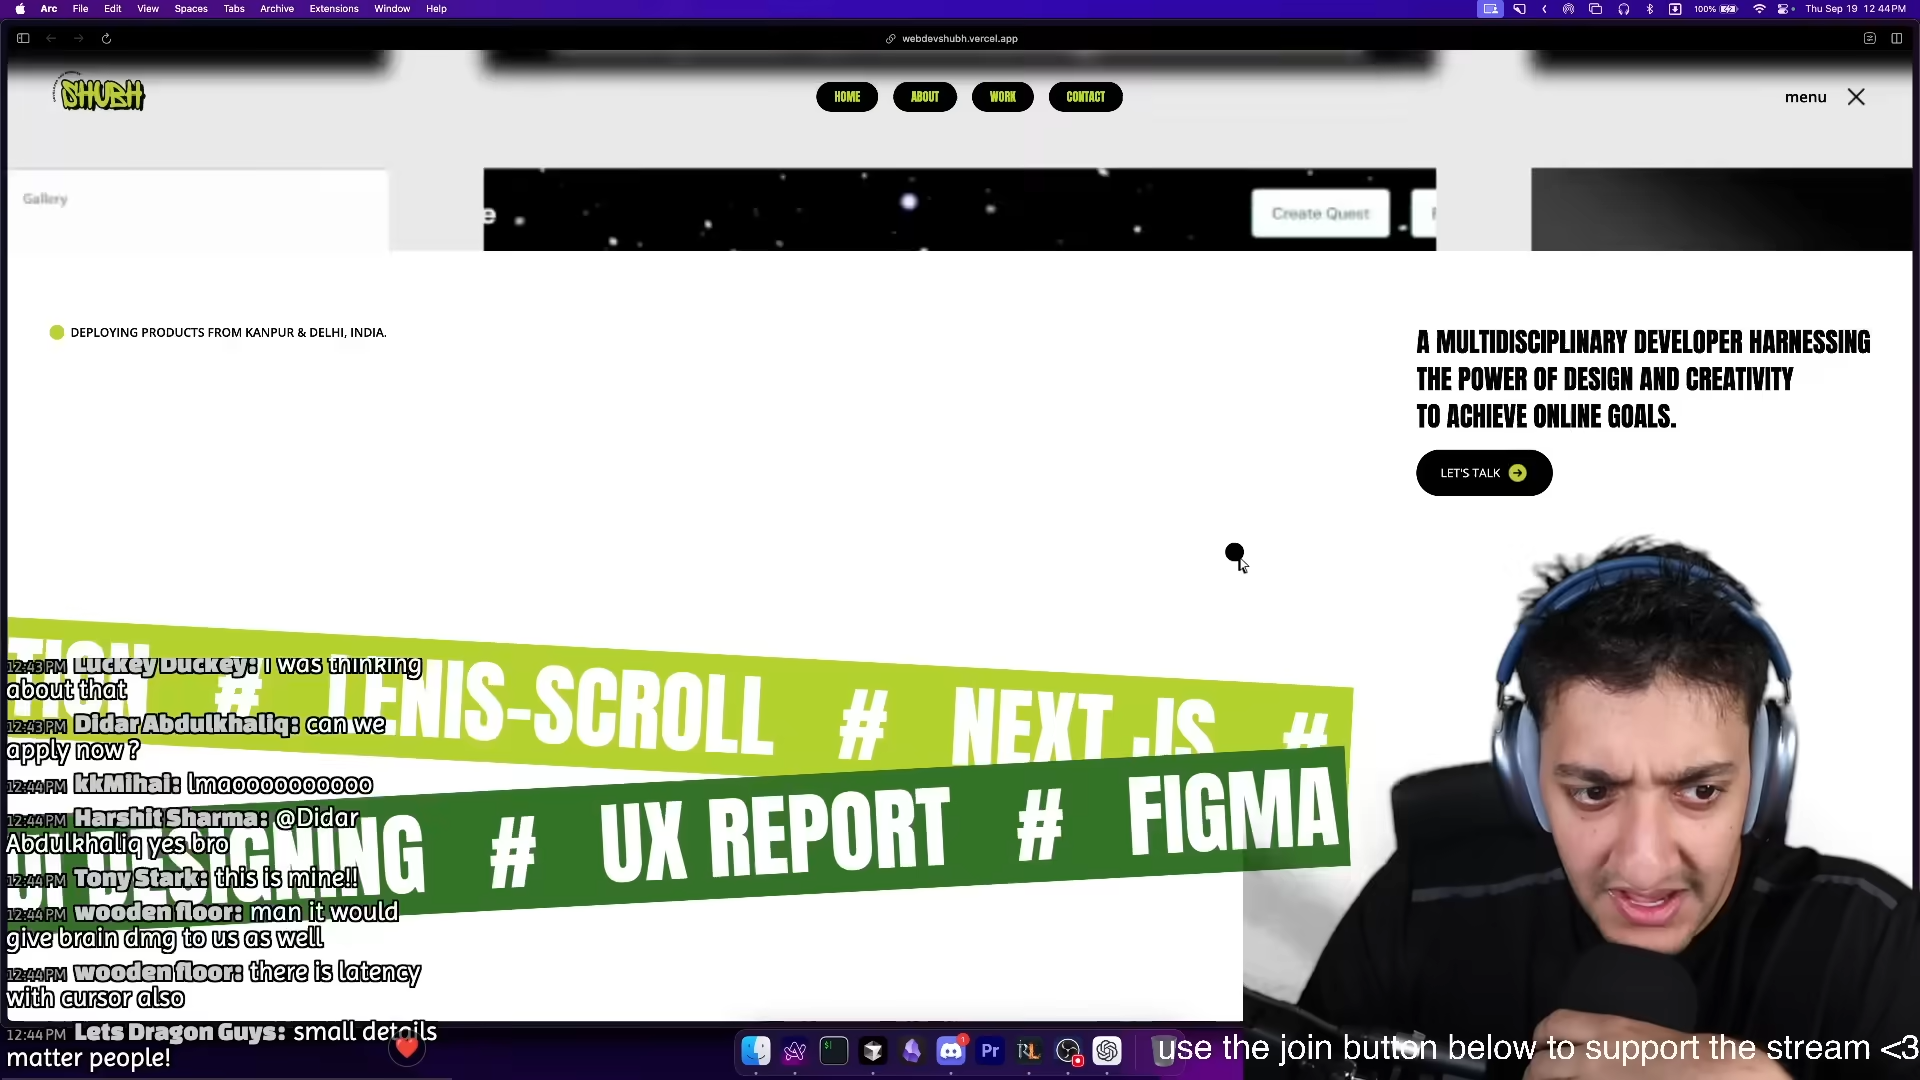 Arc File Edit View Spaces Tabs Archive Extensions Window Help
100% Thu Sep 19 12:44 PM
webdevshubh.vercel.app
SHUBH
HOME ABOUT WORK CONTACT
menu
Gallery
e
Create Quest
DEPLOYING PRODUCTS FROM KANPUR & DELHI, INDIA.
A MULTIDISCIPLINARY DEVELOPER HARNESSING
THE POWER OF DESIGN AND CREATIVITY
TO ACHIEVE ONLINE GOALS.
LET'S TALK
TION # LENIS-SCROLL # NEXT JS #
UI DESIGNING # UX REPORT # FIGMA
12:43 PM Luckey Duckey: I was thinking
about that
12:43 PM Didar Abdulkhaliq: can we
apply now ?
12:44 PM kkMihai: lmaoooooooooo
12:44 PM Harshit Sharma: @Didar
Abdulkhaliq yes bro
12:44 PM Tony Stark: this is mine!!
12:44 PM wooden floor: man it would
give brain dmg to us as well
12:44 PM wooden floor: there is latency
with cursor also
12:44 PM Lets Dragon Guys: small details
matter people!
Pr
RL
1
use the join button below to support the stream <3